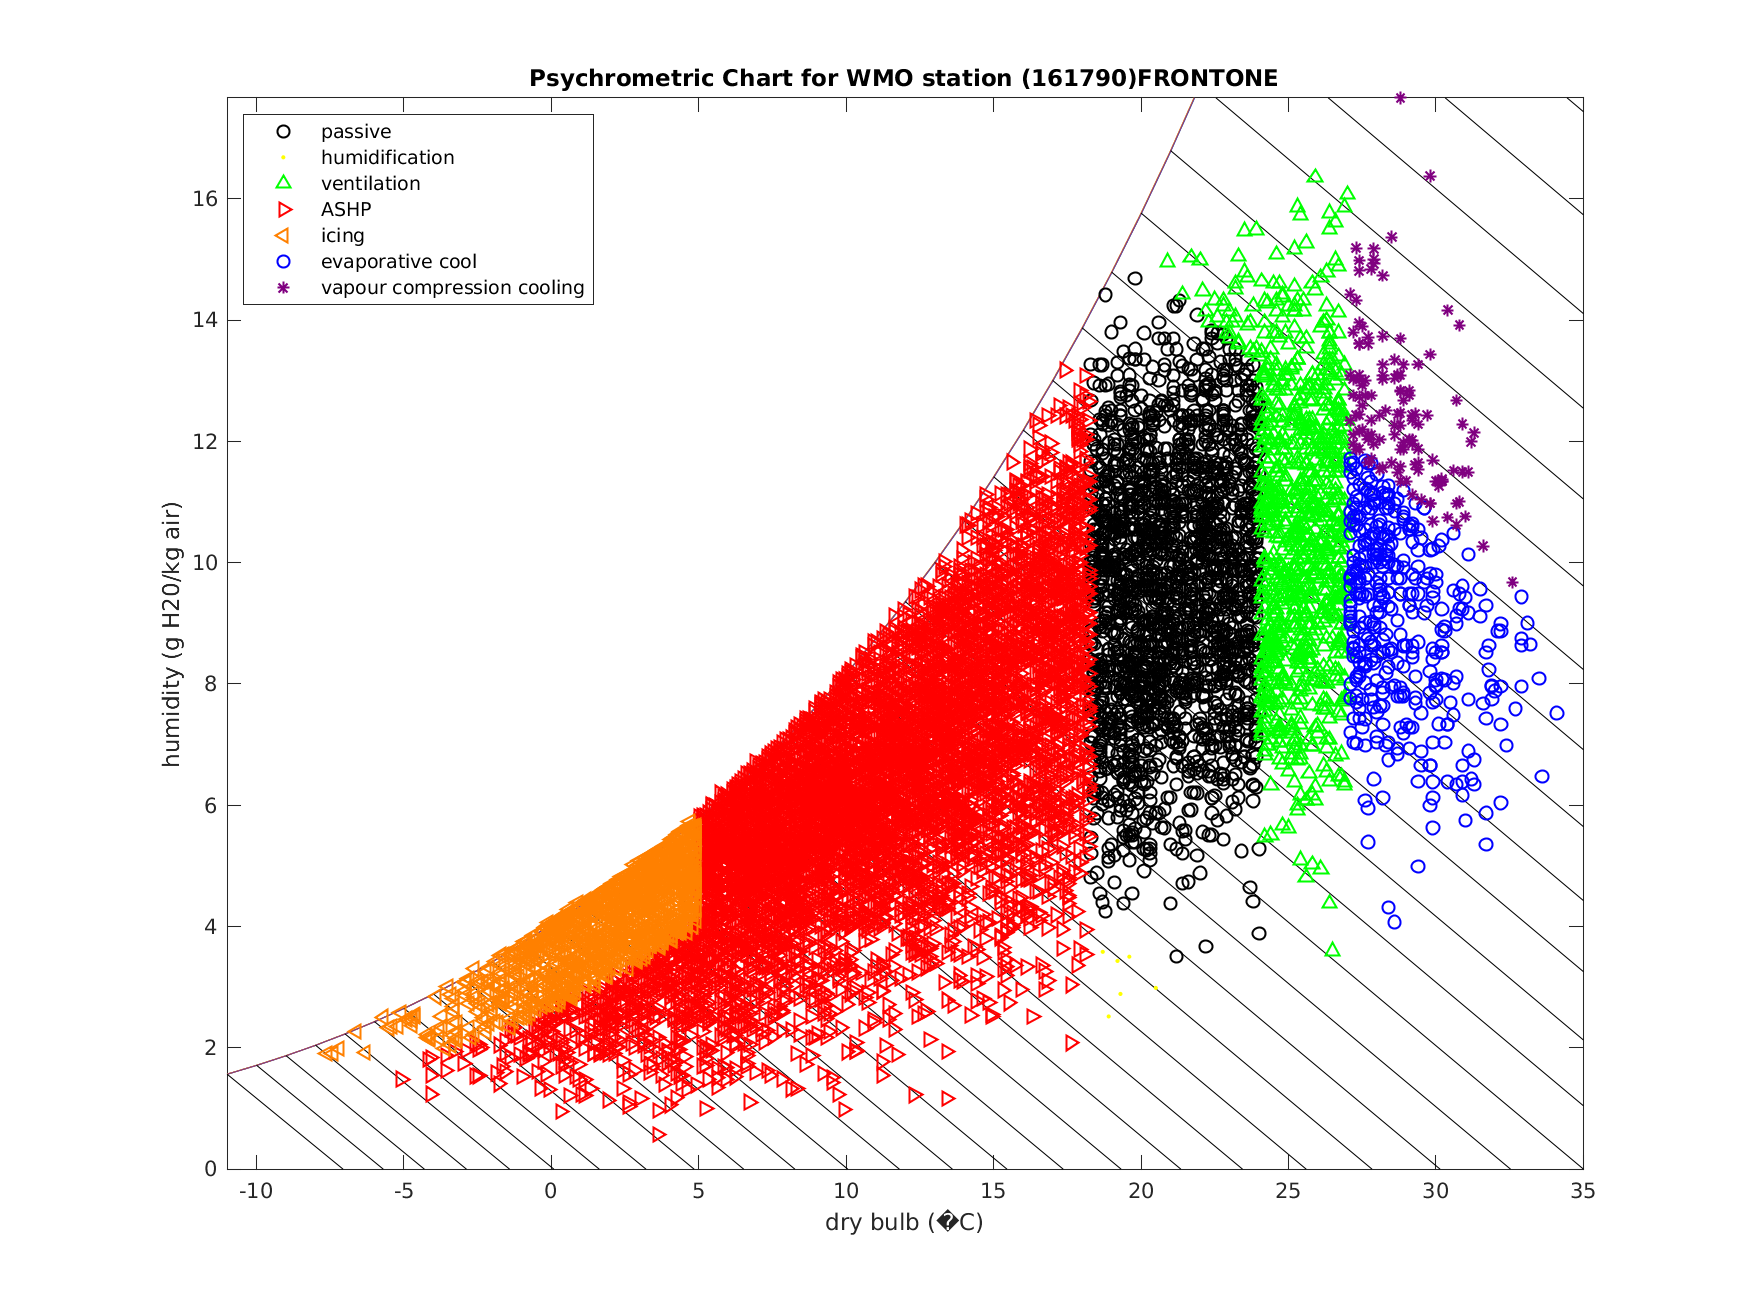 Psychrometric Chart for WMO station (161790)FRONTONE
passive
humidification
ventilation
ASHP
icing
evaporative cool
vapour compression cooling
humidity (g H20/kg air)
16
14
12
10
8
6
4
2
0
-10 -5 0 5 10 15 20 25 30 35
dry bulb (�C)